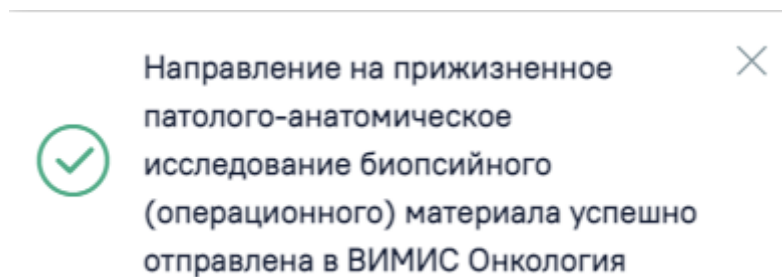 Направление на прижизненное
патолого-анатомическое
исследование биопсийного
(операционного) материала успешно
отправлена в ВИМИС Онкология